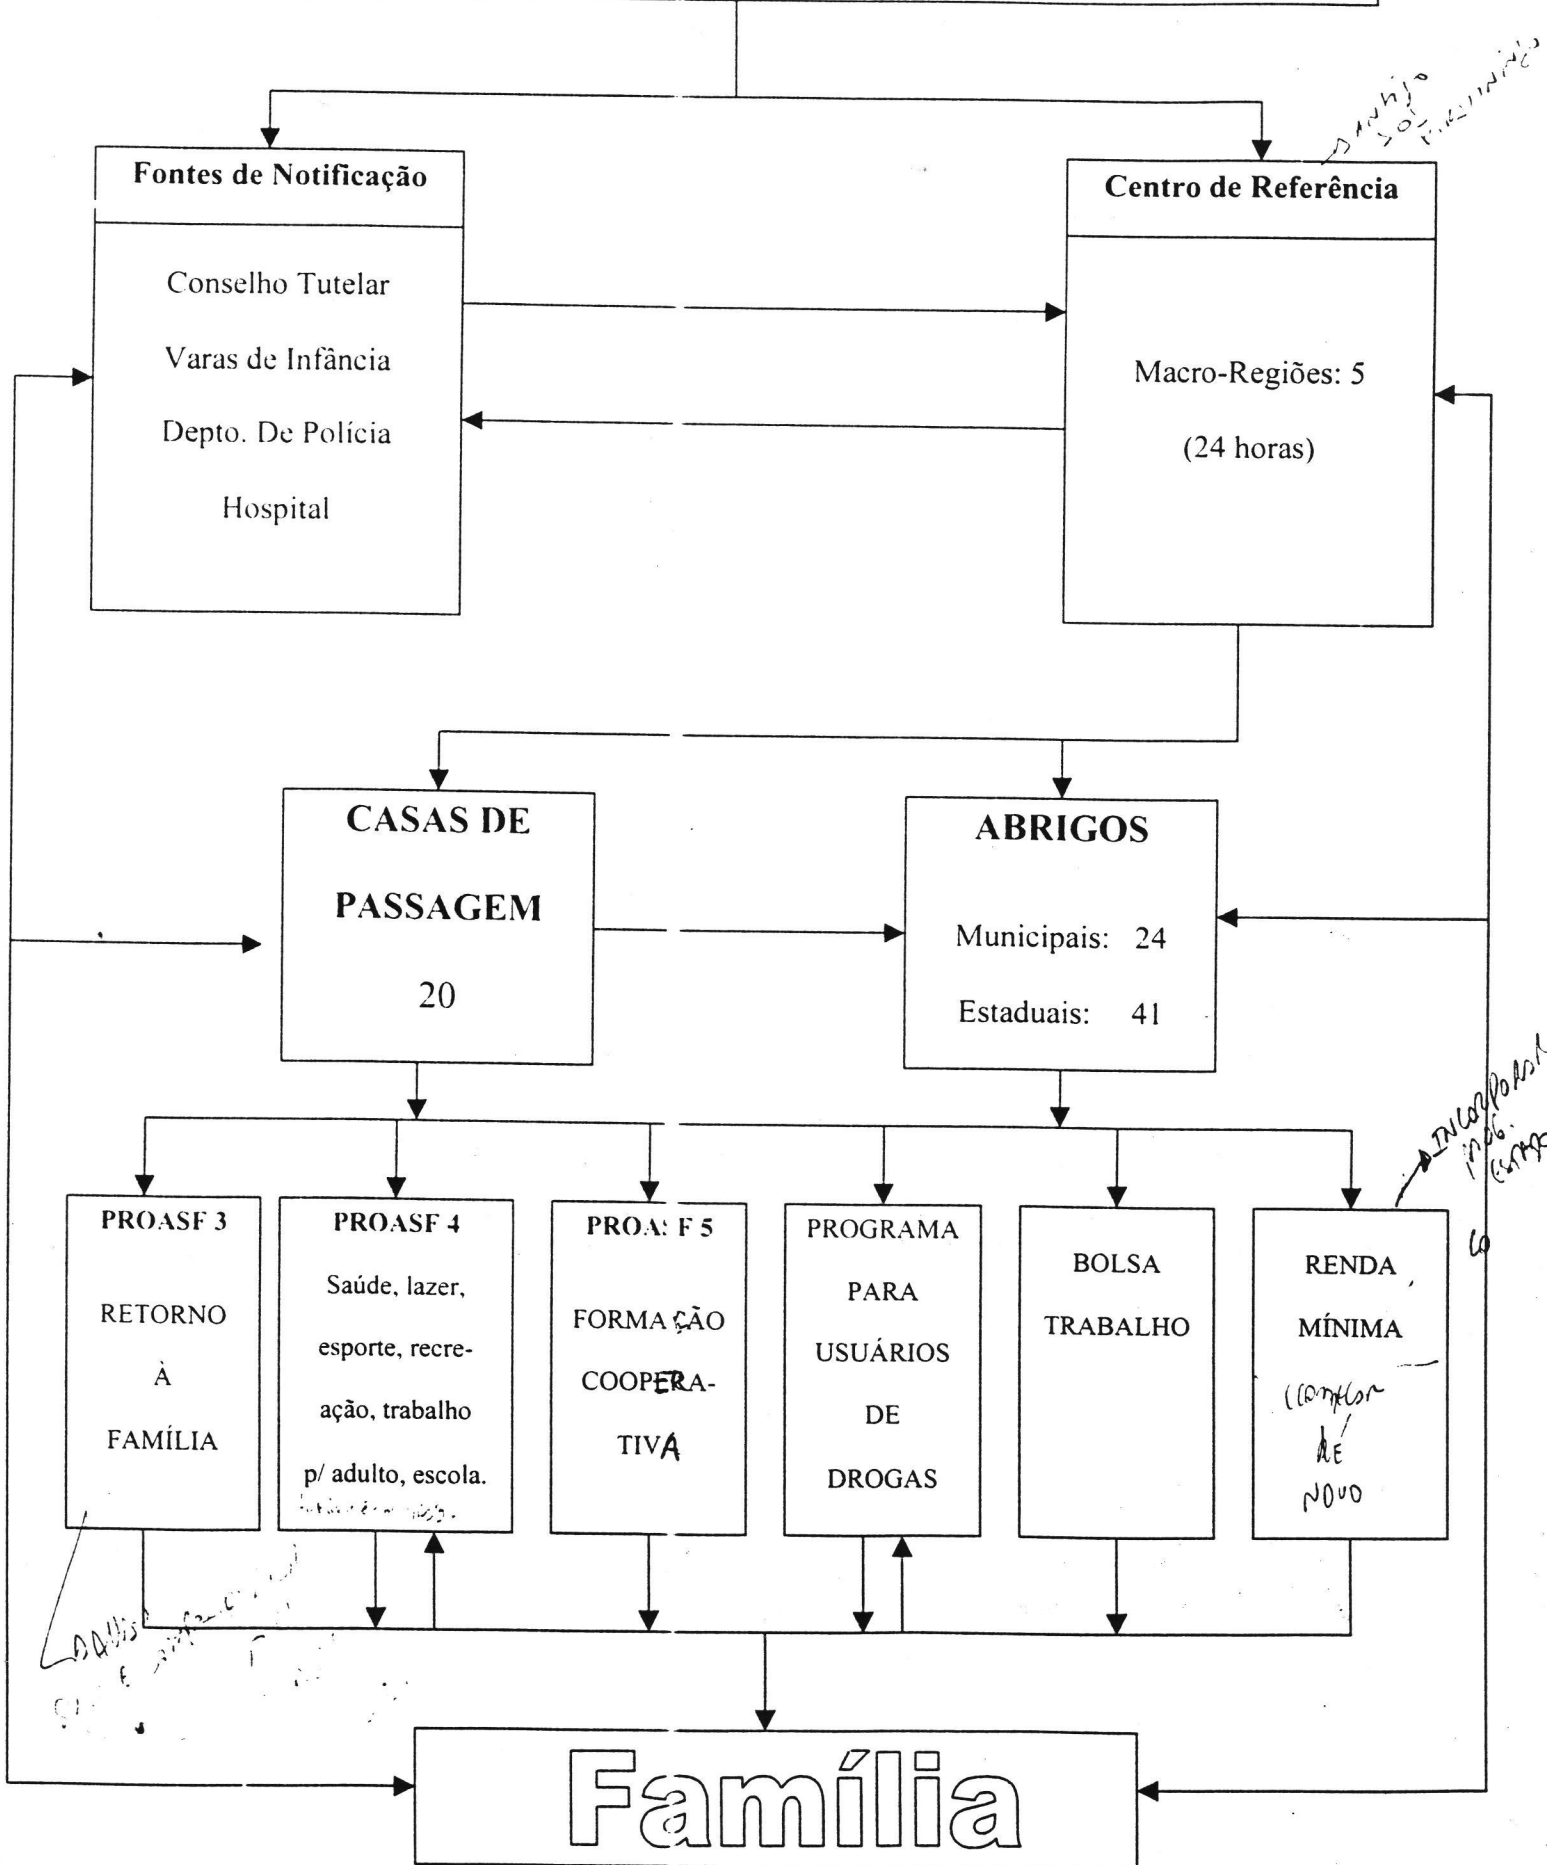 Fontes de Notificação
Conselho Tutelar
Varas de Infância
Depto. De Polícia
Hospital
Centro de Referência
Macro-Regiões: 5
(24 horas)
CASAS DE
PASSAGEM
20
ABRIGOS
Municipais: 24
Estaduais: 41
PROASF 3
RETORNO
À
FAMÍLIA
PROASF 4
Saúde, lazer,
esporte, recre-
ação, trabalho
p/ adulto, escola.
PROASF 5
FORMAÇÃO
COOPERA-
TIVA
PROGRAMA
PARA
USUÁRIOS
DE
DROGAS
BOLSA
TRABALHO
RENDA
MÍNIMA
NOVO
Família